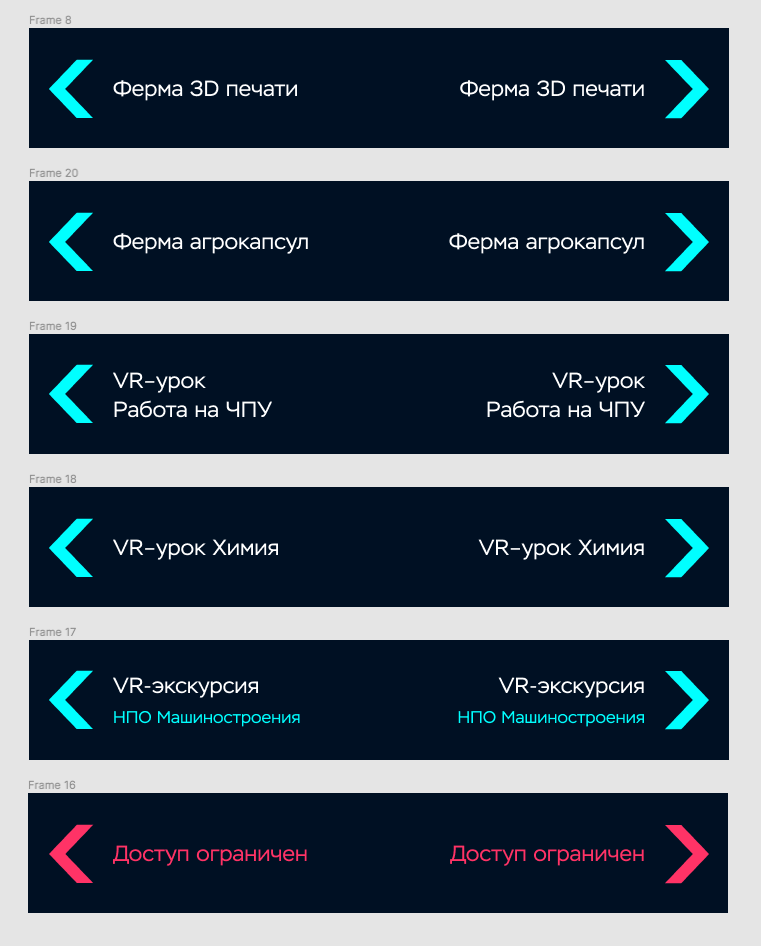 Frame 8
Ферма 3D печати
Ферма 3D печати
Frame 20
Ферма агрокапсул
Ферма агрокапсул
Frame 19
VR–урок
Работа на ЧПУ
VR–урок
Работа на ЧПУ
Frame 18
VR–урок Химия
VR–урок Химия
Frame 17
VR-экскурсия
НПО Машиностроения
VR-экскурсия
НПО Машиностроения
Frame 16
Доступ ограничен
Доступ ограничен